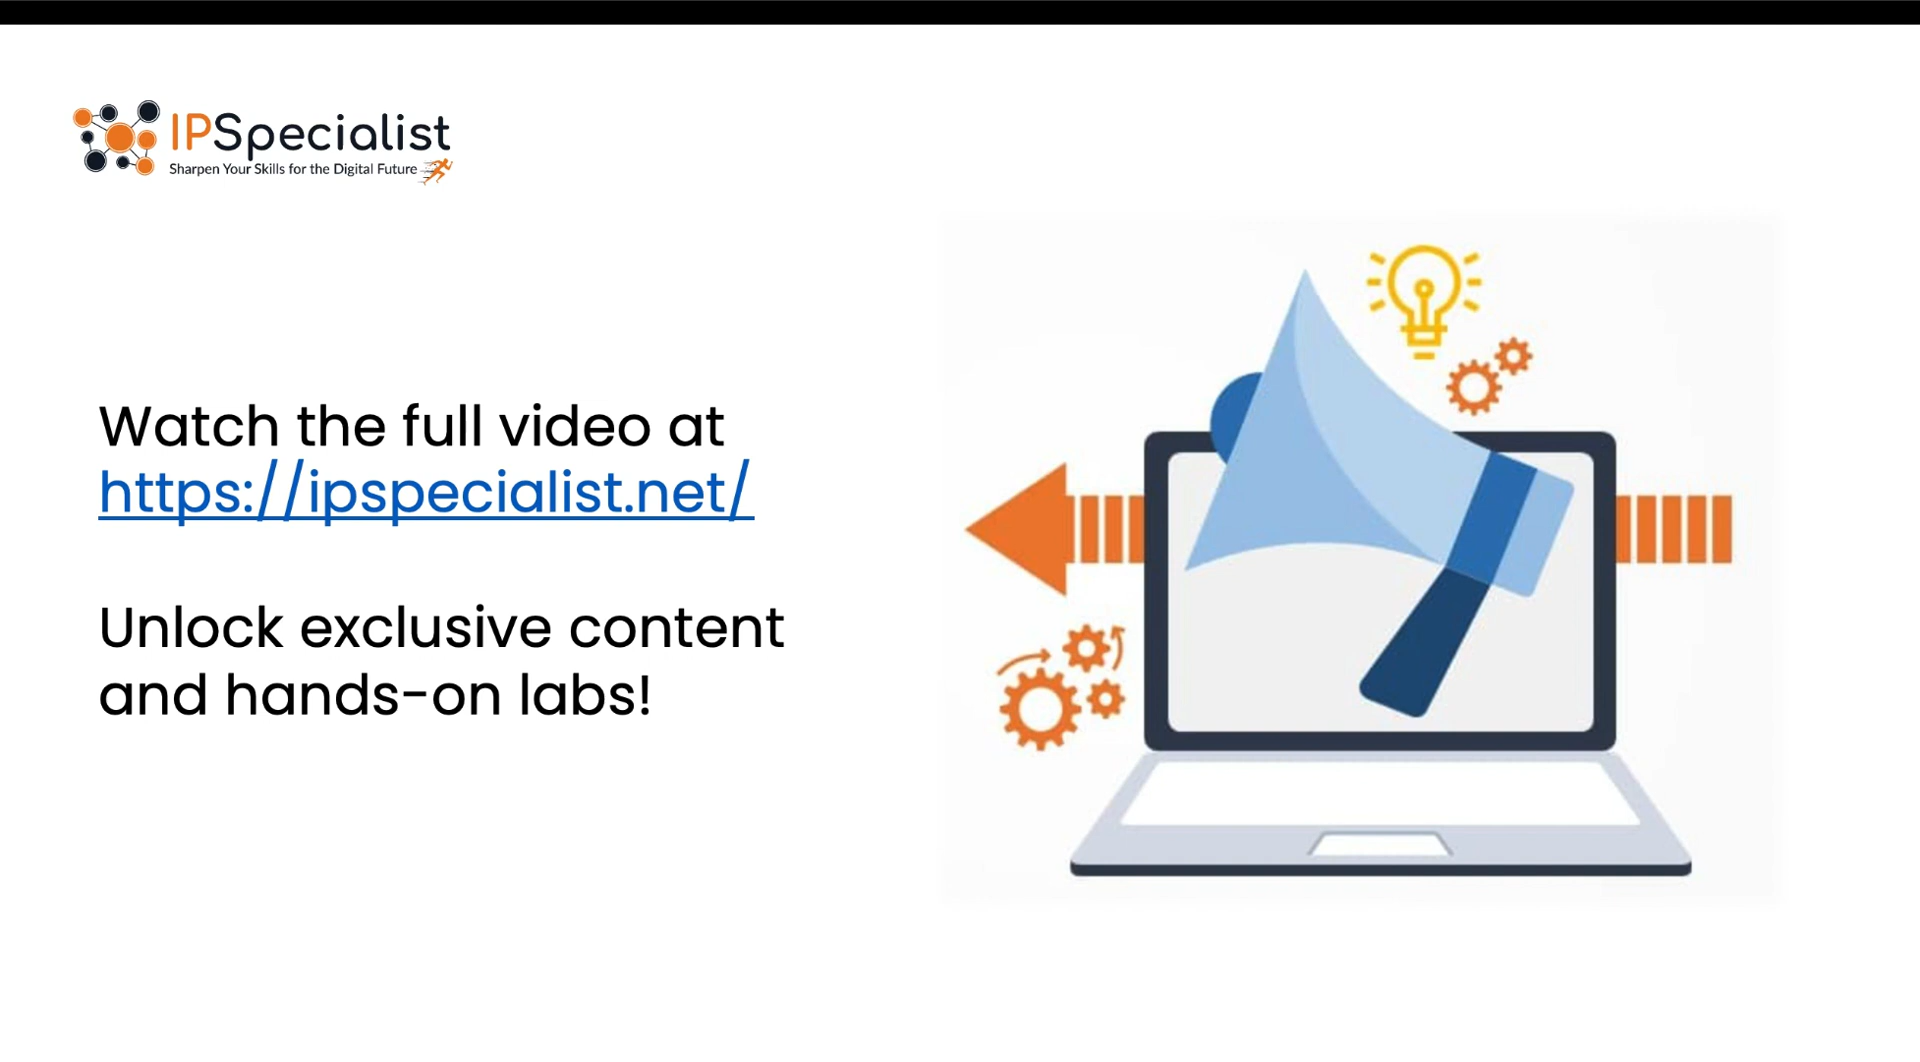 IPSpecialist
Sharpen Your Skills for the Digital Future
Watch the full video at
https://ipspecialist.net/
Unlock exclusive content
and hands-on labs!